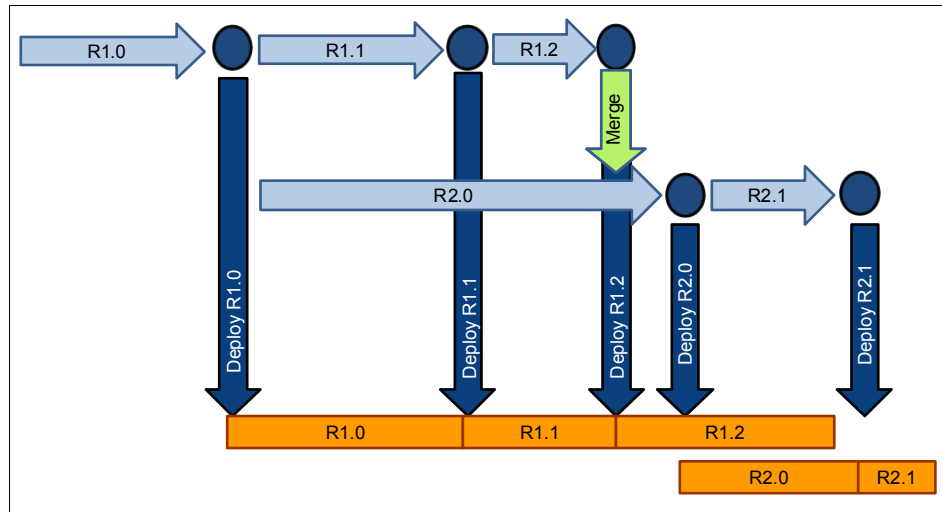 R1.0
R1.1
R1.2
Merge
R2.0
R2.1
Deploy R1.0
Deploy R1.1
Deploy R1.2
Deploy R2.0
Deploy R2.1
R1.0
R1.1
R1.2
R2.0
R2.1